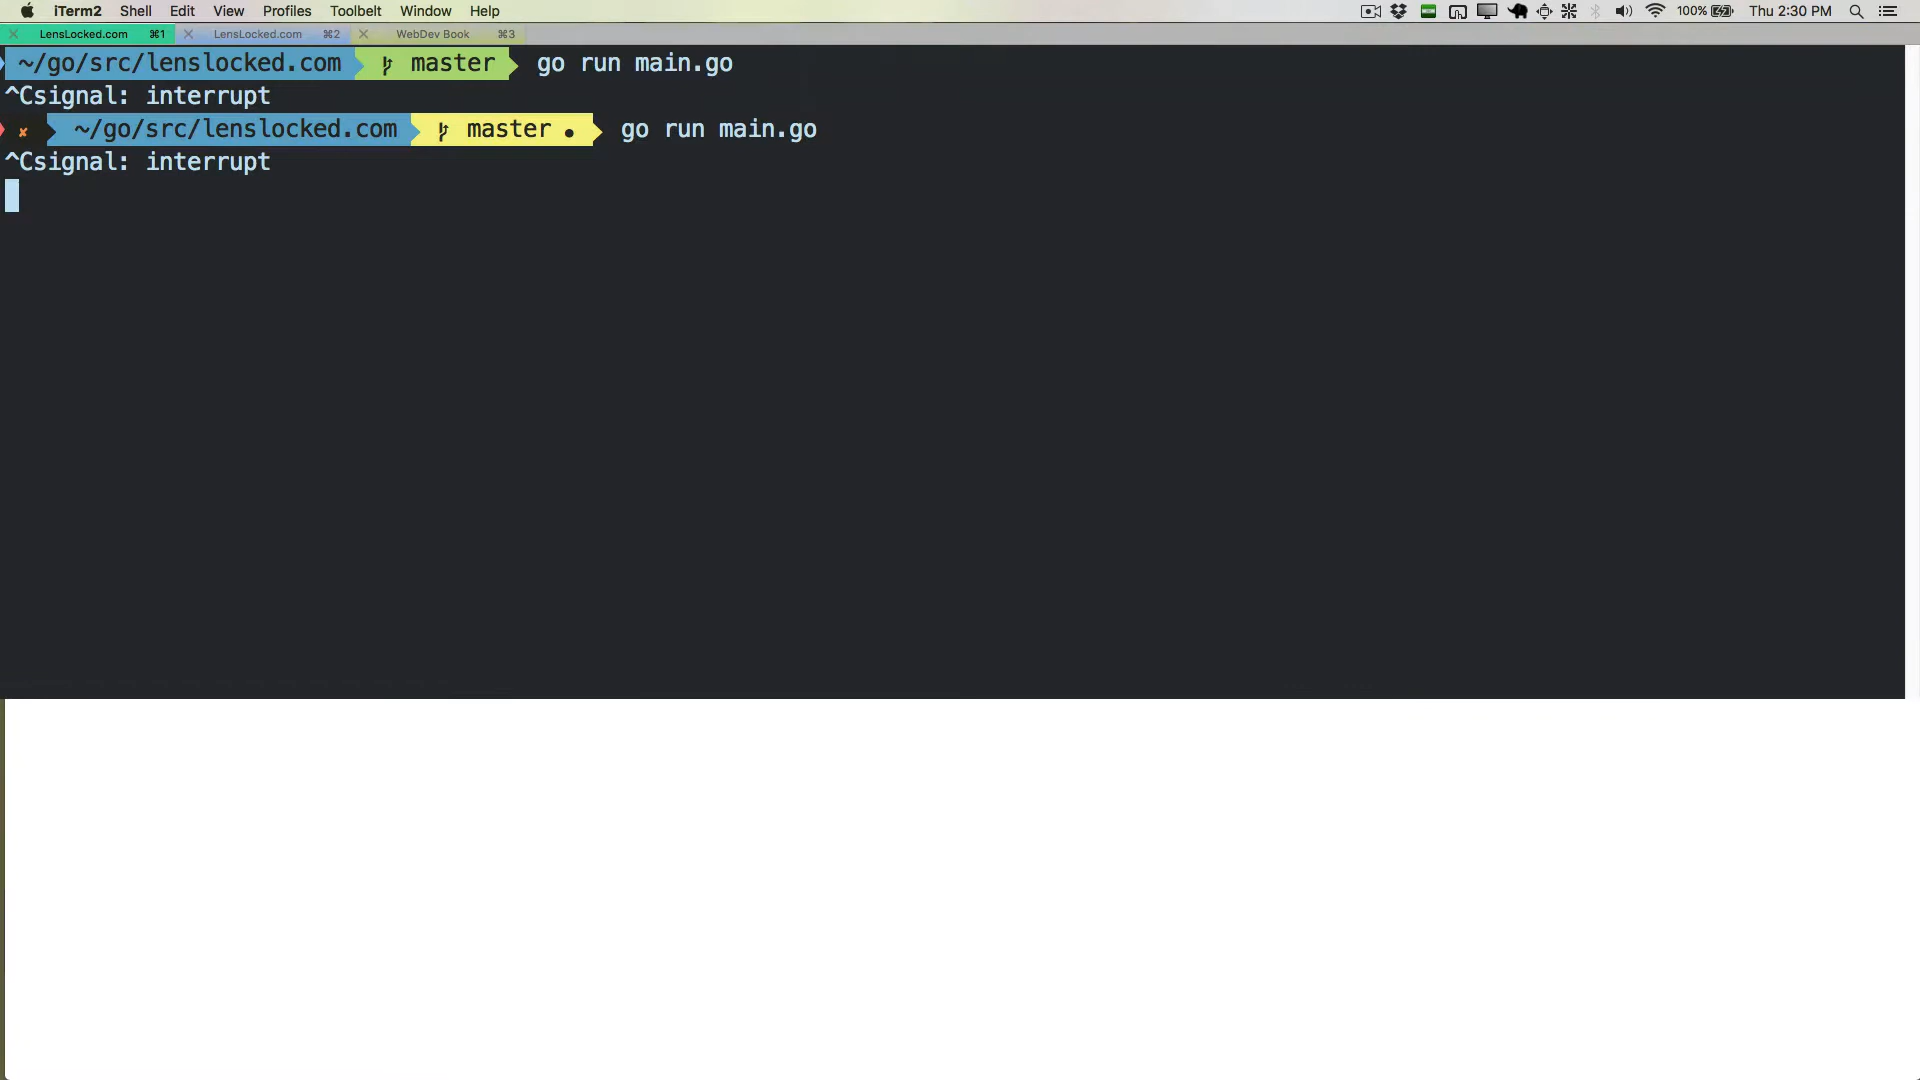 iTerm2 Shell Edit View Profiles Toolbelt Window Help 100% Thu 2:30 PM
LensLocked.com ⌘1 LensLocked.com ⌘2 WebDev Book ⌘3
~/go/src/lenslocked.com master go run main.go
^Csignal: interrupt
✘ ~/go/src/lenslocked.com master ● go run main.go
^Csignal: interrupt